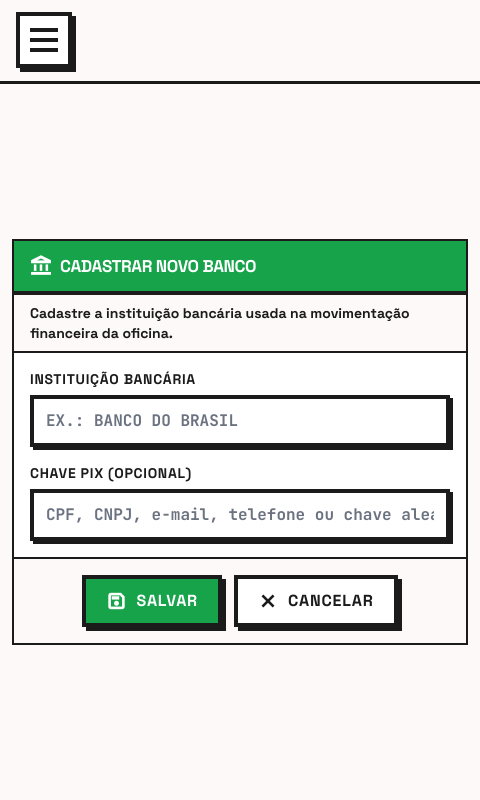 CADASTRAR NOVO BANCO
Cadastre a instituição bancária usada na movimentação
financeira da oficina.
INSTITUIÇÃO BANCÁRIA
EX.: BANCO DO BRASIL
CHAVE PIX (OPCIONAL)
CPF, CNPJ, e-mail, telefone ou chave alea
SALVAR
CANCELAR